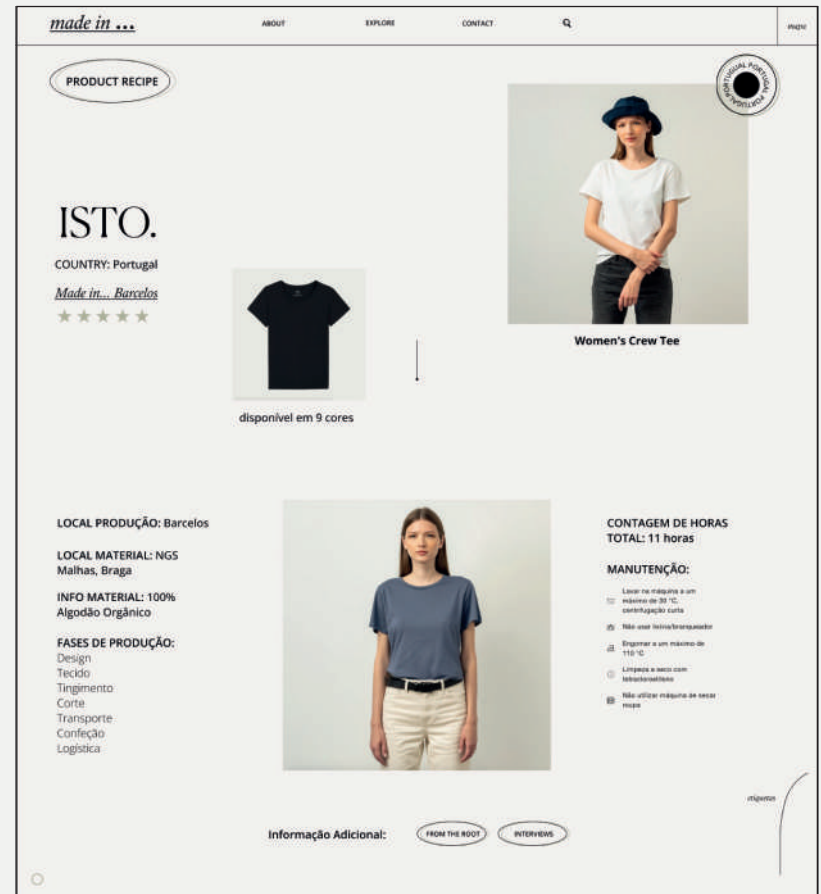 made in ...
ABOUT
EXPLORE
CONTACT
mapa
PRODUCT RECIPE
PORTUGAL PORTUGAL PORTUGAL
ISTO.
COUNTRY: Portugal
Made in... Barcelos
Women's Crew Tee
disponível em 9 cores
LOCAL PRODUÇÃO: Barcelos
LOCAL MATERIAL: NGS
Malhas, Braga
INFO MATERIAL: 100%
Algodão Orgânico
FASES DE PRODUÇÃO:
Design
Tecido
Tingimento
Corte
Transporte
Confeção
Logística
CONTAGEM DE HORAS
TOTAL: 11 horas
MANUTENÇÃO:
Lavar na máquina a um
máximo de 30 °C,
centrifugação curta
Não usar lixívia/branqueador
Engomar a um máximo de
110 °C
Limpeza a seco com
tetracloroetileno
Não utilizar máquina de secar
roupa
etiquetas
Informação Adicional:
FROM THE ROOT
INTERVIEWS